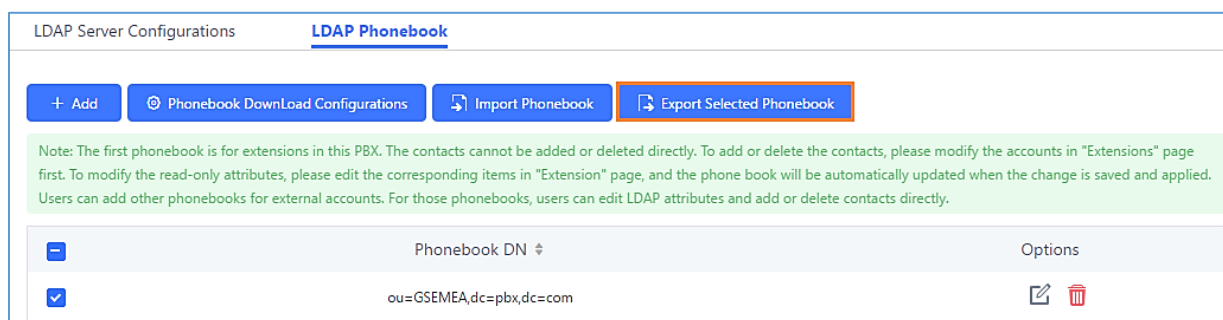 LDAP Server Configurations LDAP Phonebook
+ Add Phonebook DownLoad Configurations Import Phonebook Export Selected Phonebook
Note: The first phonebook is for extensions in this PBX. The contacts cannot be added or deleted directly. To add or delete the contacts, please modify the accounts in "Extensions" page
first. To modify the read-only attributes, please edit the corresponding items in "Extension" page, and the phone book will be automatically updated when the change is saved and applied.
Users can add other phonebooks for external accounts. For those phonebooks, users can edit LDAP attributes and add or delete contacts directly.
Phonebook DN Options
ou=GSEMEA,dc=pbx,dc=com